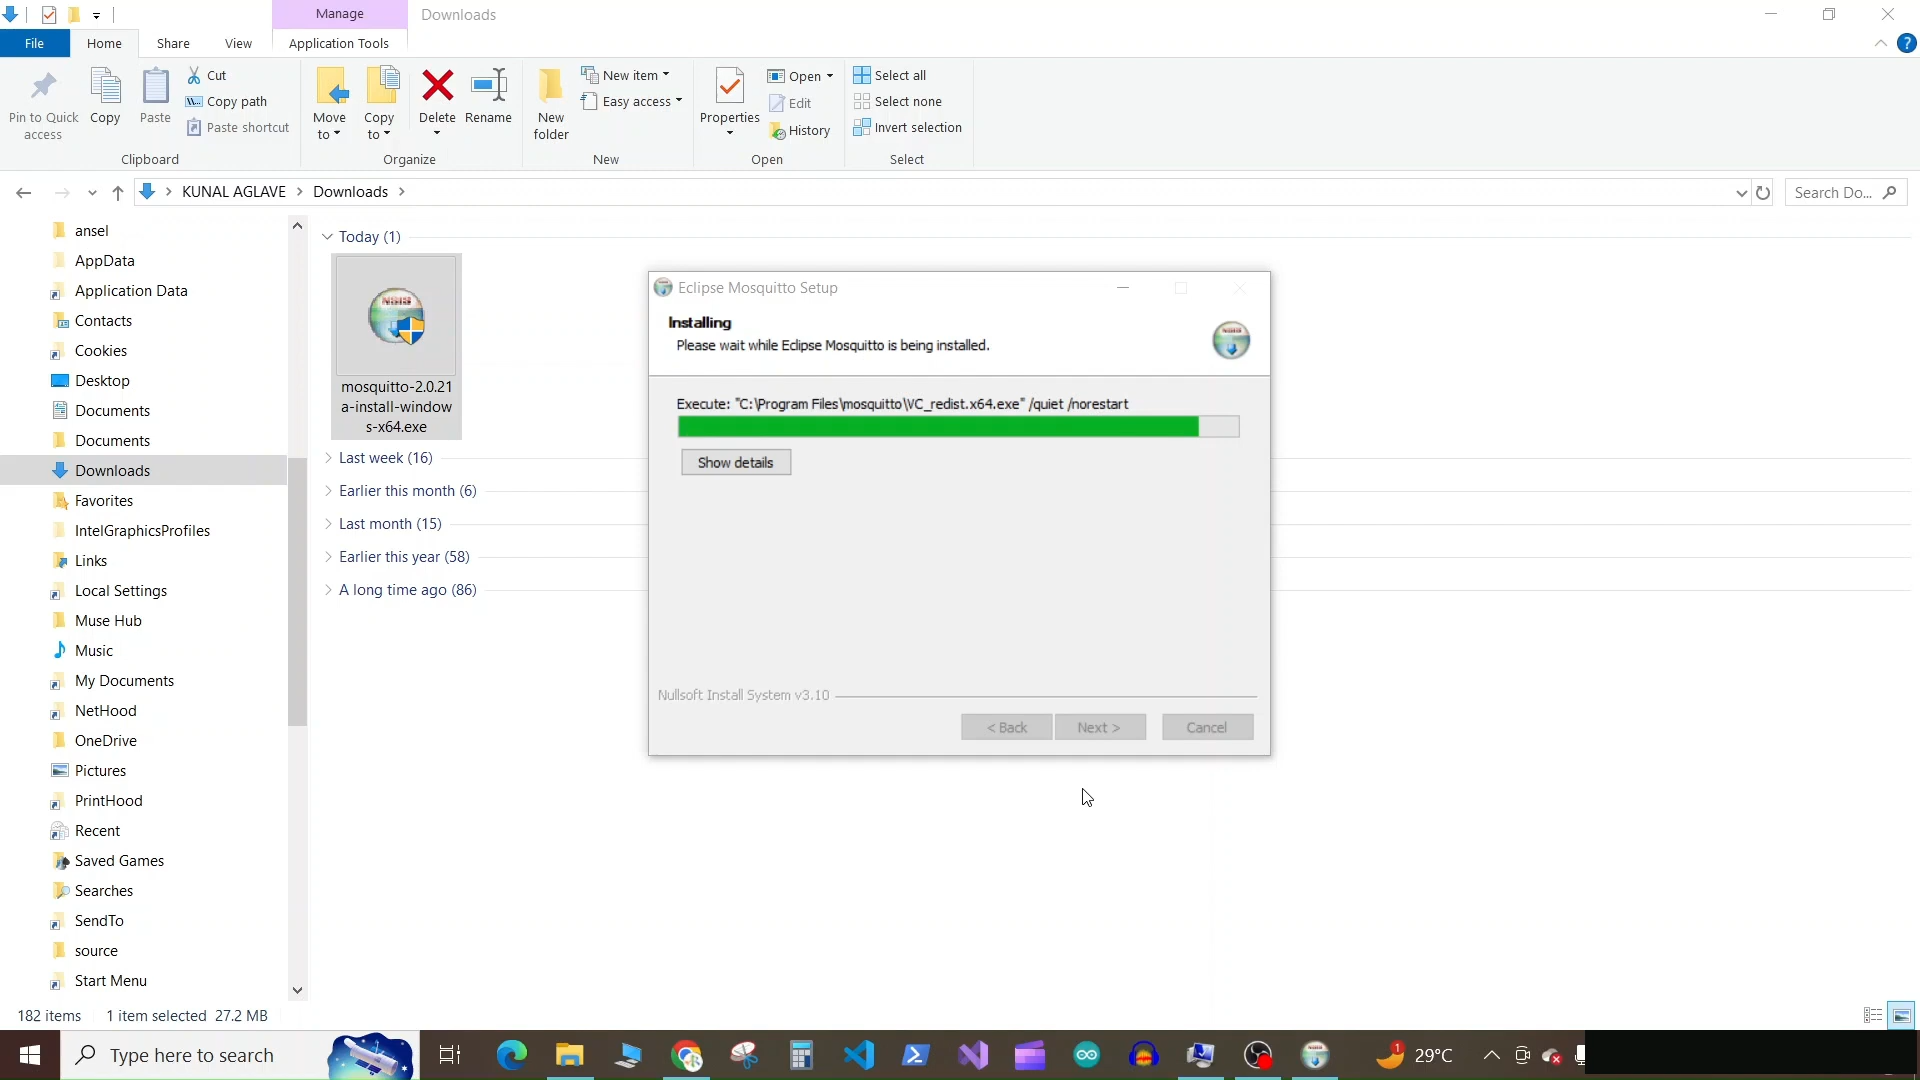 Manage
Downloads
File
Home
Share
View
Application Tools
Pin to Quick
access
Copy
Paste
Cut
Copy path
Paste shortcut
Clipboard
Move
to
Copy
to
Delete
Rename
Organize
New
folder
New item
Easy access
New
Properties
Open
Edit
History
Open
Select all
Select none
Invert selection
Select
KUNAL AGLAVE
Downloads
Search Do...
ansel
AppData
Application Data
Contacts
Cookies
Desktop
Documents
Documents
Downloads
Favorites
IntelGraphicsProfiles
Links
Local Settings
Muse Hub
Music
My Documents
NetHood
OneDrive
Pictures
PrintHood
Recent
Saved Games
Searches
SendTo
source
Start Menu
Today (1)
NSIS
mosquitto-2.0.21
a-install-window
s-x64.exe
Last week (16)
Earlier this month (6)
Last month (15)
Earlier this year (58)
A long time ago (86)
Eclipse Mosquitto Setup
Installing
Please wait while Eclipse Mosquitto is being installed.
Execute: "C:\Program Files\mosquitto\VC_redist.x64.exe" /quiet /norestart
Show details
Nullsoft Install System v3.10
< Back
Next >
Cancel
182 items
1 item selected 27.2 MB
Type here to search
1
29°C